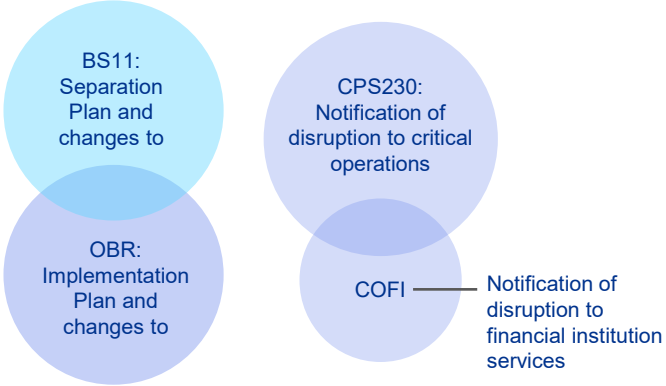 BS11:
Separation
Plan and
changes to
OBR:
Implementation
Plan and
changes to
CPS230:
Notification of
disruption to critical
operations
COFI
Notification of
disruption to
financial institution
services